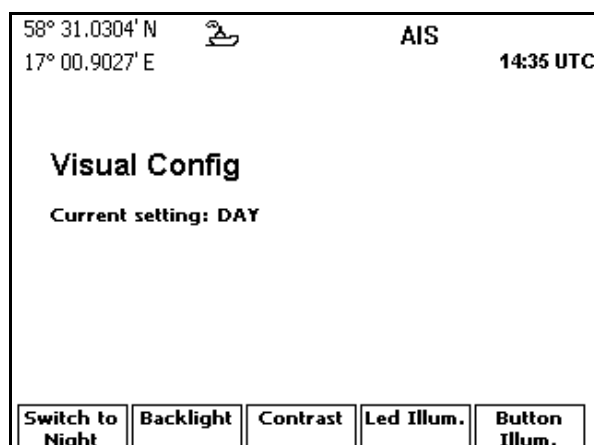 58° 31.0304' N
AIS
17° 00.9027' E
14:35 UTC
Visual Config
Current setting: DAY
Switch to Night
Backlight
Contrast
Led Illum.
Button Illum.